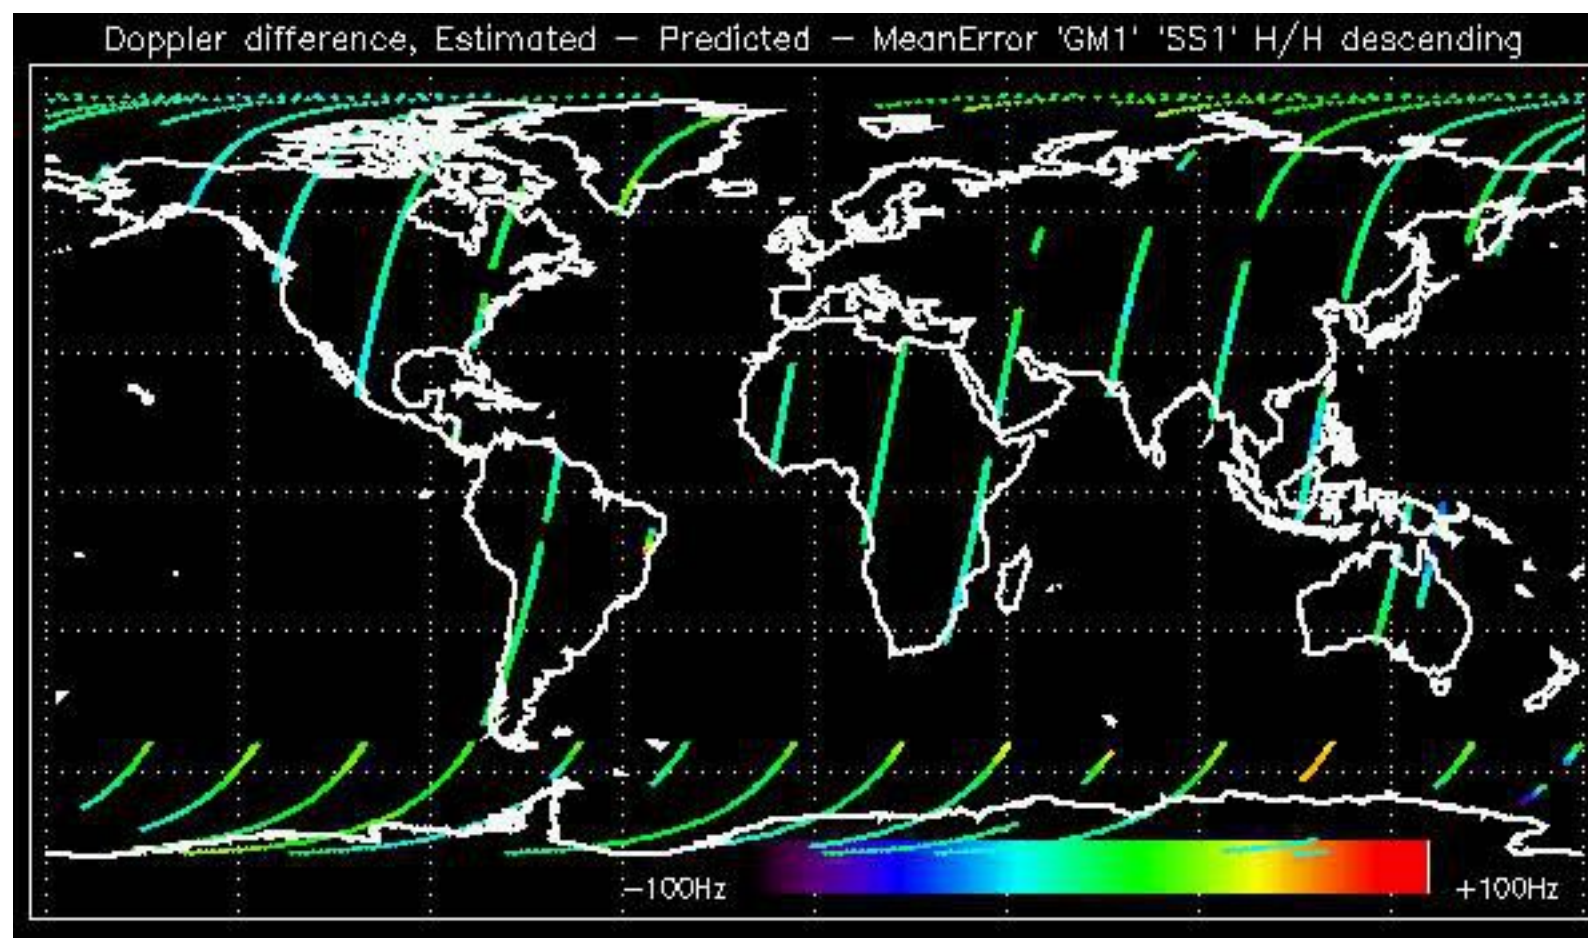 Doppler difference, Estimated – Predicted – MeanError 'GM1' 'SS1' H/H descending
−100Hz +100Hz